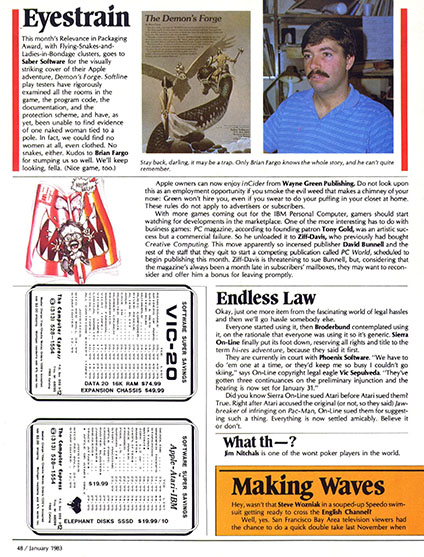 Eyestrain
This month's Relevance in Packaging
Award, with Flying-Snakes-and-
Ladies-in-Bondage clusters, goes to
Saber Software for the visually
striking cover of their Apple
adventure, Demon's Forge. Softline
play testers have rigorously
examined all the rooms in the
game, the program code, the
documentation, and the
protection scheme, and have, as
yet, been unable to find evidence
of one naked woman tied to a
pole. In fact, we could find no
women at all, even clothed. No
snakes, either. Kudos to Brian Fargo
for stumping us so well. We'll keep
looking, fella. (Nice game, too.)
The Demon's Forge
Stay back, darling, it may be a trap. Only Brian Fargo knows the whole story, and he can't quite
remember.
Apple owners can now enjoy inCider from Wayne Green Publishing. Do not look upon
this as an employment opportunity if you smoke the evil weed that makes a chimney of your
nose: Green won't hire you, even if you swear to do your puffing in your closet at home.
These rules do not apply to advertisers or subscribers.
With more games coming out for the IBM Personal Computer, gamers should start
watching for developments in the magazine marketplace. One of the more interesting has to do with
business games: PC magazine, according to founding patron Tony Gold, was an artistic suc-
cess but a commercial failure. So he unloaded it to Ziff-Davis, who previously had bought
Creative Computing. This move apparently so incensed publisher David Bunnell and the
rest of the staff that they quit to start a competing publication called PC World, scheduled to
begin publishing this month. Ziff-Davis is threatening to sue Bunnell, but, considering that
the magazine's always been a month late in subscribers' mailboxes, they may want to recon-
sider and offer him a bonus for leaving promptly.
SOFTWARE SUPER SAVINGS
VIC-20
DATA 20 16K RAM $74.99
EXPANSION CHASSIS $49.99
The Computer Express
(313) 528-1554
SOFTWARE SUPER SAVINGS
Apple-Atari-IBM
$19.99
ELEPHANT DISKS SSSD $19.99/10
The Computer Express
(313) 528-1554
Endless Law
Okay, just one more item from the fascinating world of legal hassles
and then we'll go hassle somebody else.
Everyone started using it, then Broderbund contemplated using
it, on the rationale that everyone was using it so it's generic. Sierra
On-Line finally put its foot down, reserving all rights and title to the
term hi-res adventure, because they said it first.
They are currently in court with Phoenix Software. "We have to
do 'em one at a time, or they'd keep me so busy I couldn't go
skiing," says On-Line copyright legal eagle Vic Sepulveda. "They've
gotten three continuances on the preliminary injunction and the
hearing is now set for January 31."
Did you know Sierra On-Line sued Atari before Atari sued them?
True. Right after Atari accused the original (or not, so they said) Jaw-
breaker of infringing on Pac-Man, On-Line sued them for suggest-
ing such a thing. Everything is now settled amicably. Believe it
or don't.
What th—?
Jim Nitchals is one of the worst poker players in the world.
Making Waves
Hey, wasn't that Steve Wozniak in a souped-up Speedo swim-
suit getting ready to cross the English Channel?
Well, yes. San Francisco Bay Area television viewers had
the chance to do a quick double take last November when
48 / January 1983